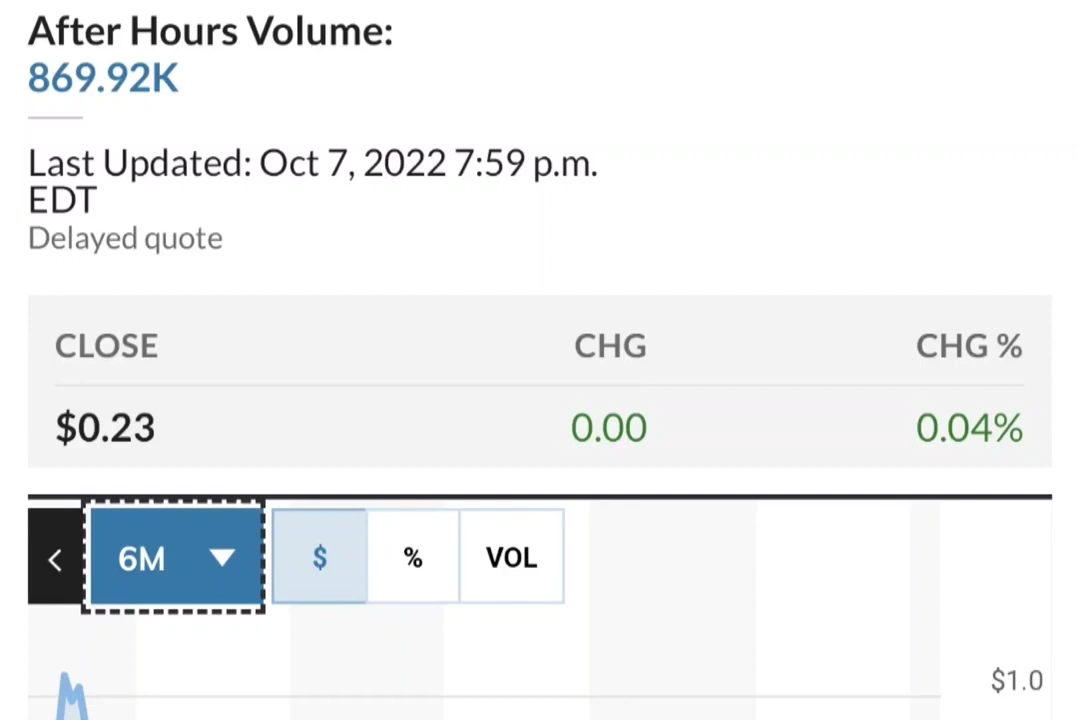 After Hours Volume:
869.92K
Last Updated: Oct 7, 2022 7:59 p.m.
EDT
Delayed quote
CLOSE CHG CHG %
$0.23 0.00 0.04%
6M $ % VOL
$1.0